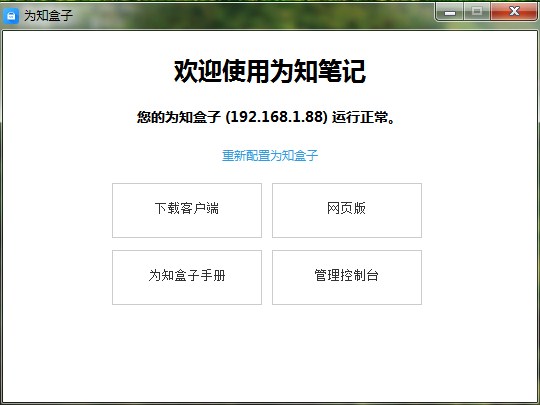 为知盒子
欢迎使用为知笔记
您的为知盒子 (192.168.1.88) 运行正常。
重新配置为知盒子
下载客户端
网页版
为知盒子手册
管理控制台